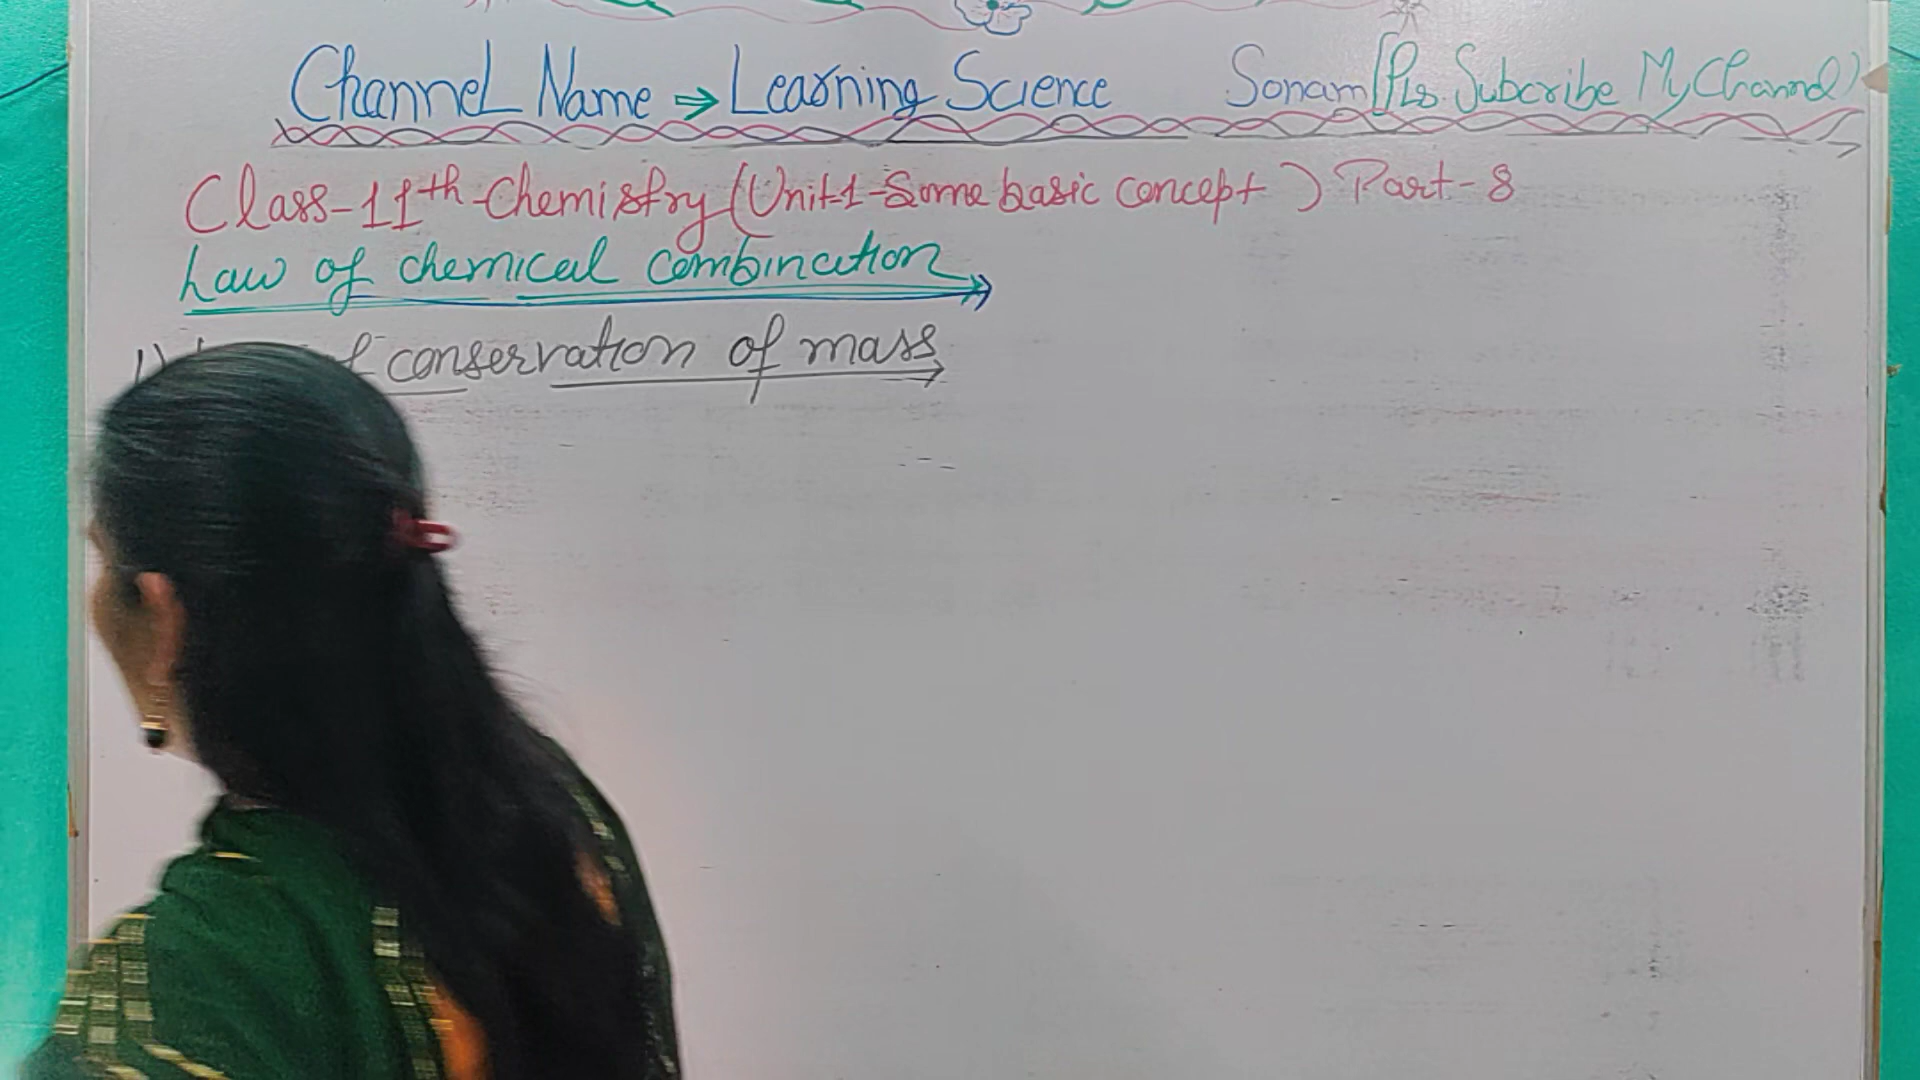 Channel Name ⇒ Learning Science Sonam (Pls. Subcribe My Channel)
Class-11th Chemistry (Unit-1-Some basic concept) Part-8
Law of chemical combination
1) of conservation of mass